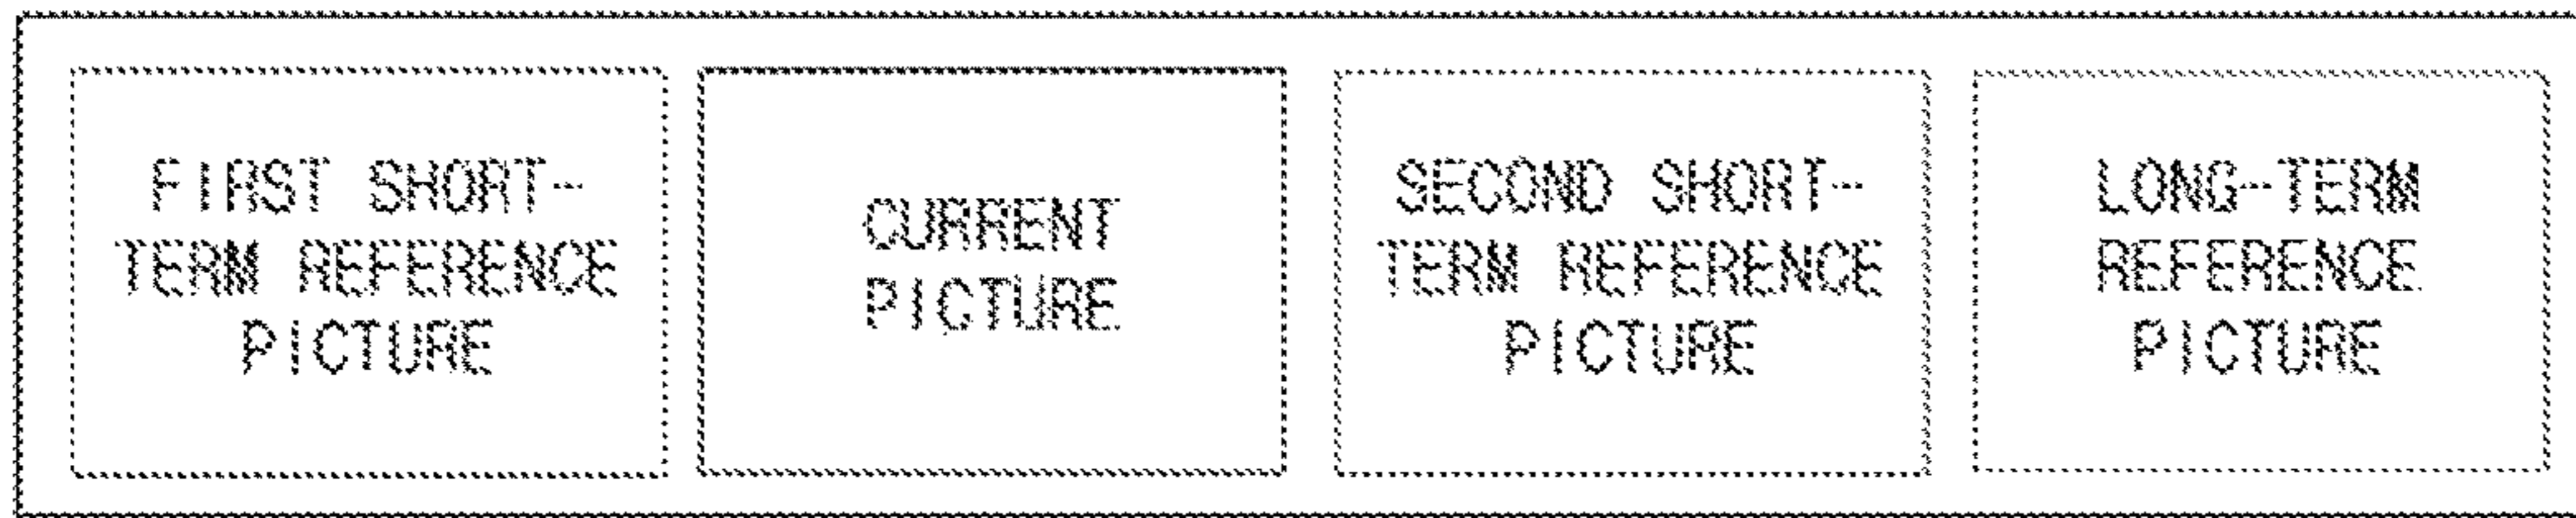 FIRST SHORT-
TERM REFERENCE
PICTURE
CURRENT
PICTURE
SECOND SHORT-
TERM REFERENCE
PICTURE
LONG-TERM
REFERENCE
PICTURE